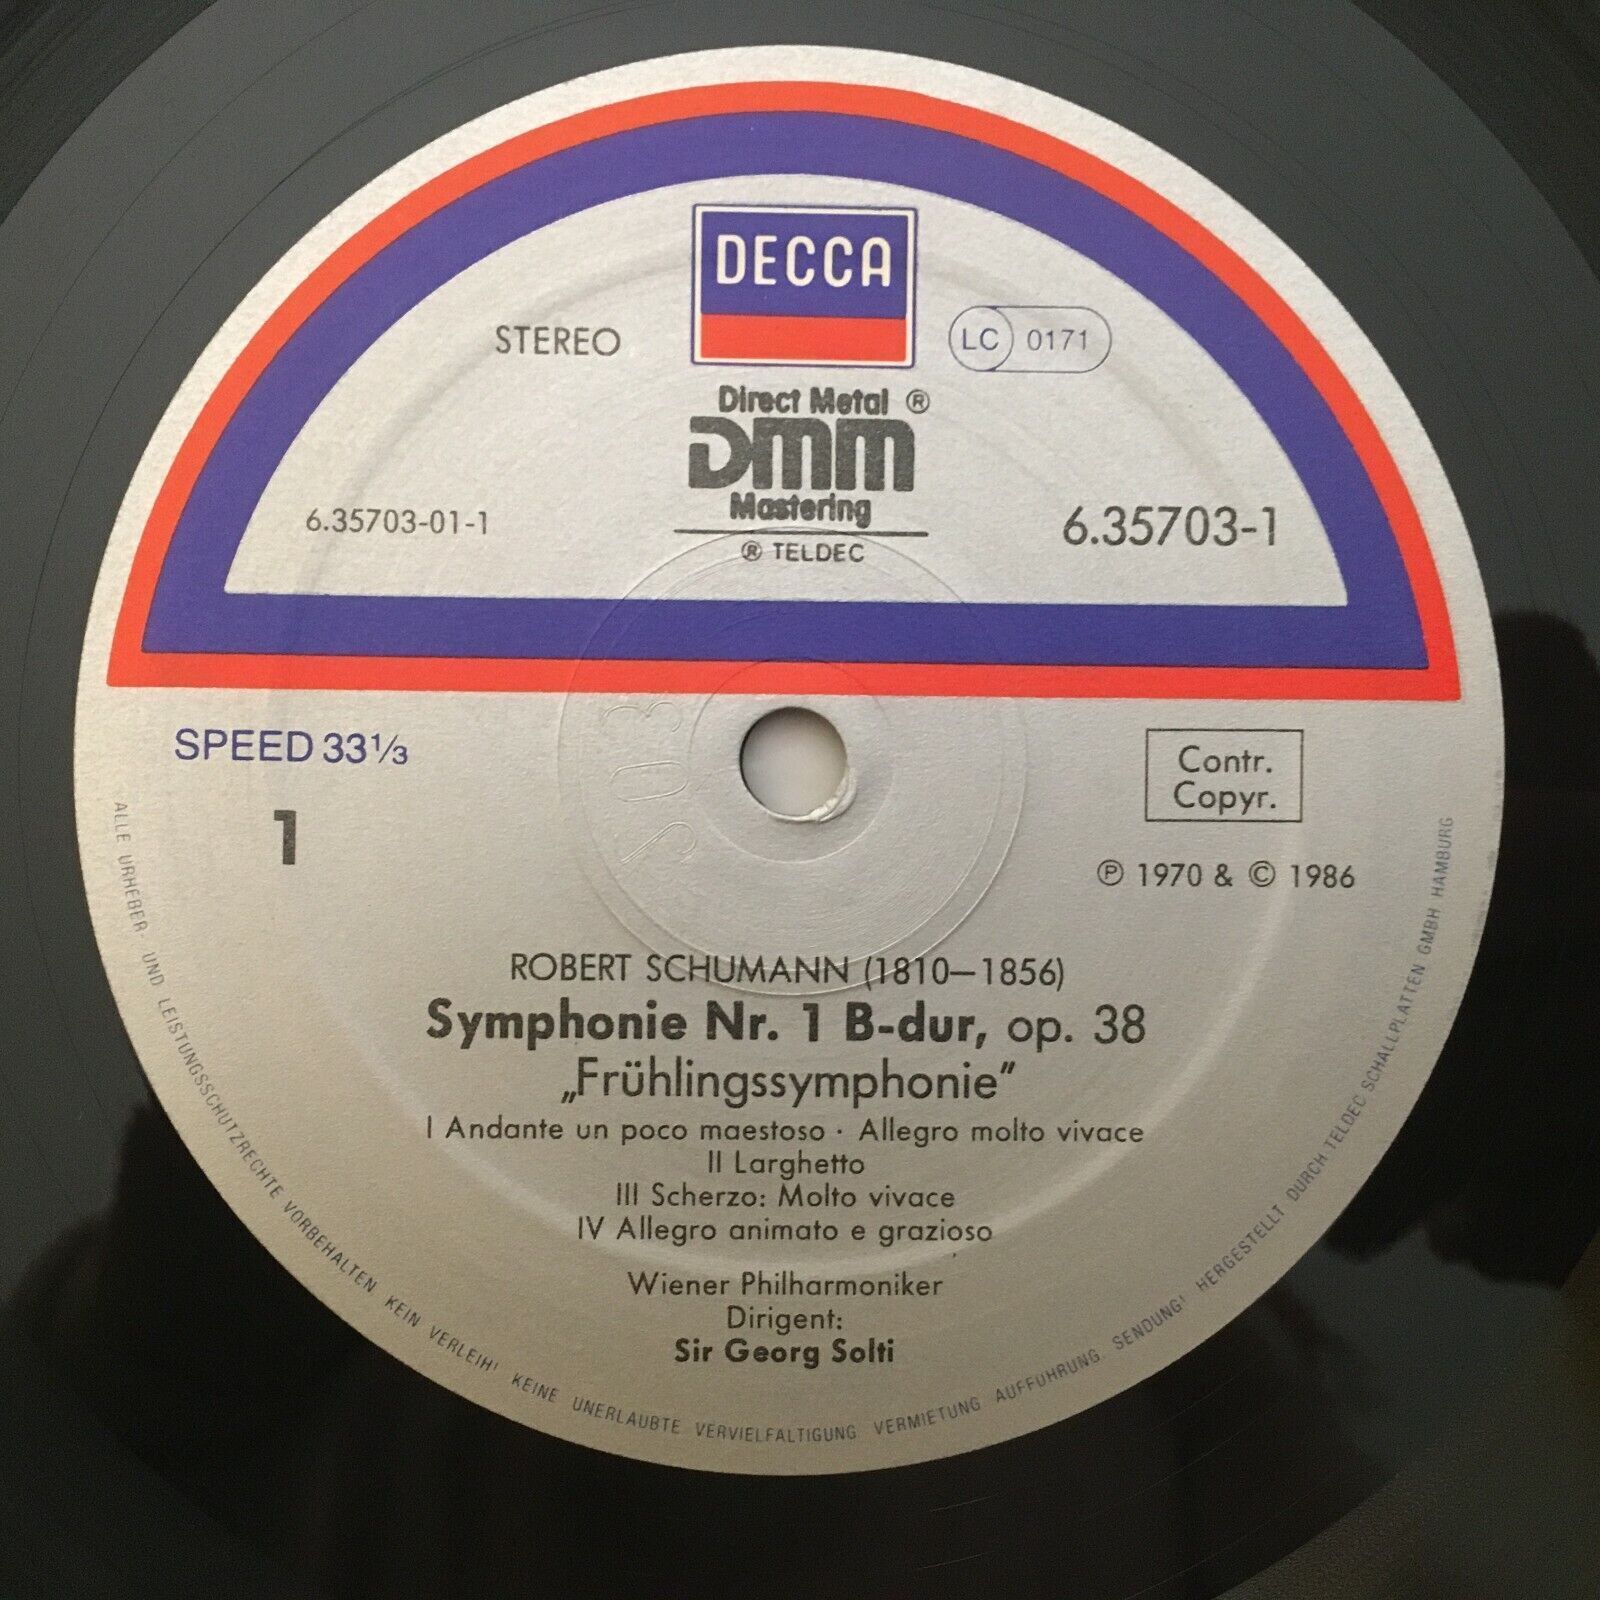 DECCA
STEREO
LC 0171
Direct Metal ®
DMM
Mastering
® TELDEC
6.35703-01-1
6.35703-1
SPEED 33⅓
1
Contr.
Copyr.
℗ 1970 & © 1986
ROBERT SCHUMANN (1810–1856)
Symphonie Nr. 1 B-dur, op. 38
„Frühlingssymphonie“
I Andante un poco maestoso · Allegro molto vivace
II Larghetto
III Scherzo: Molto vivace
IV Allegro animato e grazioso
Wiener Philharmoniker
Dirigent:
Sir Georg Solti
ALLE URHEBER- UND LEISTUNGSSCHUTZRECHTE VORBEHALTEN KEIN VERLEIH! KEINE UNERLAUBTE VERVIELFÄLTIGUNG VERMIETUNG AUFFÜHRUNG SENDUNG! HERGESTELLT DURCH TELDEC SCHALLPLATTEN GMBH HAMBURG